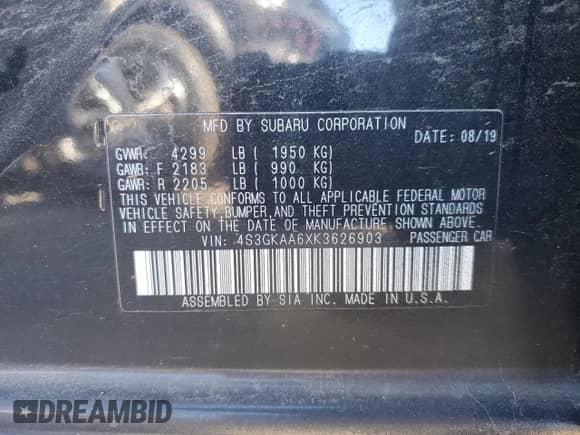 MFD BY SUBARU CORPORATION
DATE: 08/19
GVWR: 4299 LB ( 1950 KG)
GAWR: F 2183 LB ( 990 KG)
GAWR: R 2205 LB ( 1000 KG)
THIS VEHICLE CONFORMS TO ALL APPLICABLE FEDERAL MOTOR
VEHICLE SAFETY, BUMPER, AND THEFT PREVENTION STANDARDS
IN EFFECT ON THE DATE OF MANUFACTURE SHOWN ABOVE.
VIN: 4S3GKAA6XK3626903 PASSENGER CAR
ASSEMBLED BY SIA INC. MADE IN U.S.A.
DREAMBID